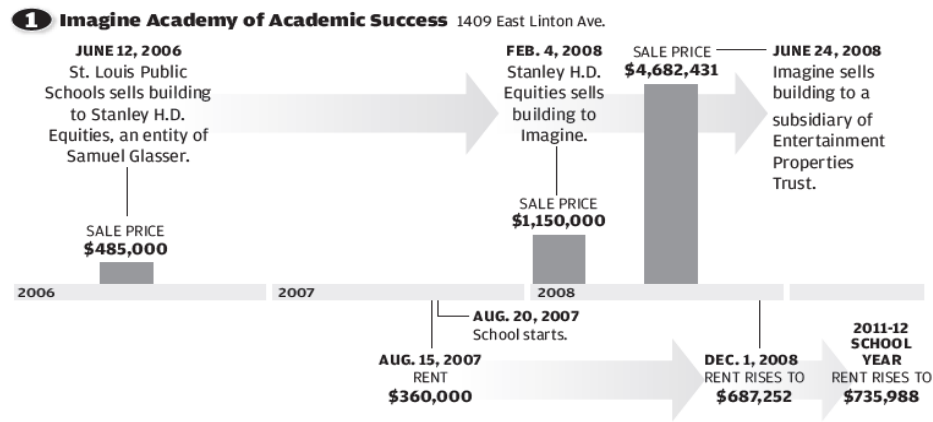 1 Imagine Academy of Academic Success 1409 East Linton Ave.
JUNE 12, 2006
St. Louis Public
Schools sells building
to Stanley H.D.
Equities, an entity of
Samuel Glasser.
SALE PRICE
$485,000
FEB. 4, 2008
Stanley H.D.
Equities sells
building to
Imagine.
SALE PRICE
$1,150,000
SALE PRICE
$4,682,431
JUNE 24, 2008
Imagine sells
building to a
subsidiary of
Entertainment
Properties
Trust.
2006
2007
2008
AUG. 20, 2007
School starts.
AUG. 15, 2007
RENT
$360,000
DEC. 1, 2008
RENT RISES TO
$687,252
2011-12
SCHOOL
YEAR
RENT RISES TO
$735,988